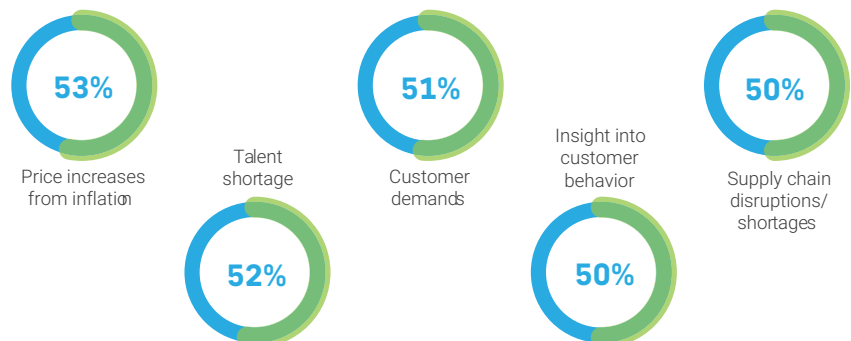 53%
Price increases
from inflation
Talent
shortage
52%
51%
Customer
demands
Insight into
customer
behavior
50%
50%
Supply chain
disruptions/
shortages